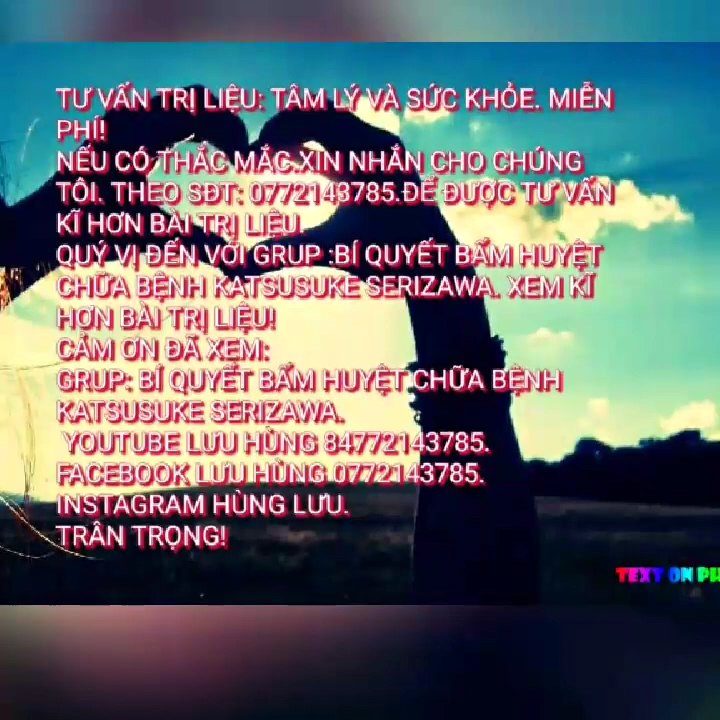 TƯ VẤN TRỊ LIỆU: TÂM LÝ VÀ SỨC KHỎE. MIỄN
PHÍ!
NẾU CÓ THẮC MẮC.XIN NHẮN CHO CHÚNG
TÔI. THEO SĐT: 0772143785.ĐỂ ĐƯỢC TƯ VẤN
KĨ HƠN BÀI TRỊ LIỆU.
QUÝ VỊ ĐẾN VỚI GRUP :BÍ QUYẾT BẤM HUYỆT
CHỮA BỆNH KATSUSUKE SERIZAWA. XEM KĨ
HƠN BÀI TRỊ LIỆU!
CẢM ƠN ĐÃ XEM:
GRUP: BÍ QUYẾT BẤM HUYỆT CHỮA BỆNH
KATSUSUKE SERIZAWA.
YOUTUBE LƯU HÙNG 84772143785.
FACEBOOK LƯU HÙNG 0772143785.
INSTAGRAM HÙNG LƯU.
TRÂN TRỌNG!
TEXT ON PH